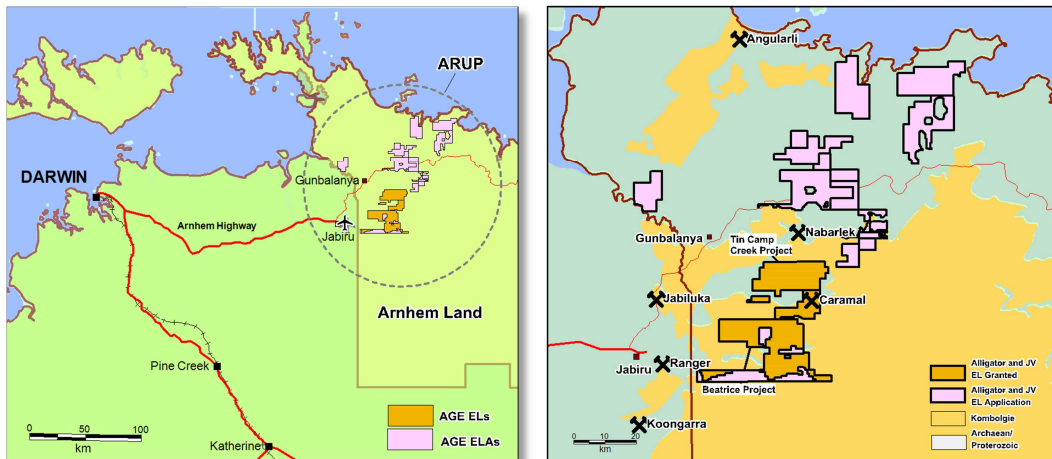 ARUP
DARWIN
Gunbalanya
Arnhem Highway
Jabiru
Arnhem Land
Pine Creek
Katherine
AGE ELs
AGE ELAs
0 50 100
km
Angularli
Gunbalanya
Nabarlek
Tin Camp
Creek Project
Jabiluka
Caramal
Jabiru
Ranger
Beatrice Project
Koongarra
0 10 20
km
Alligator and JV
EL Granted
Alligator and JV
EL Application
Kombolgie
Archaean/
Proterozoic